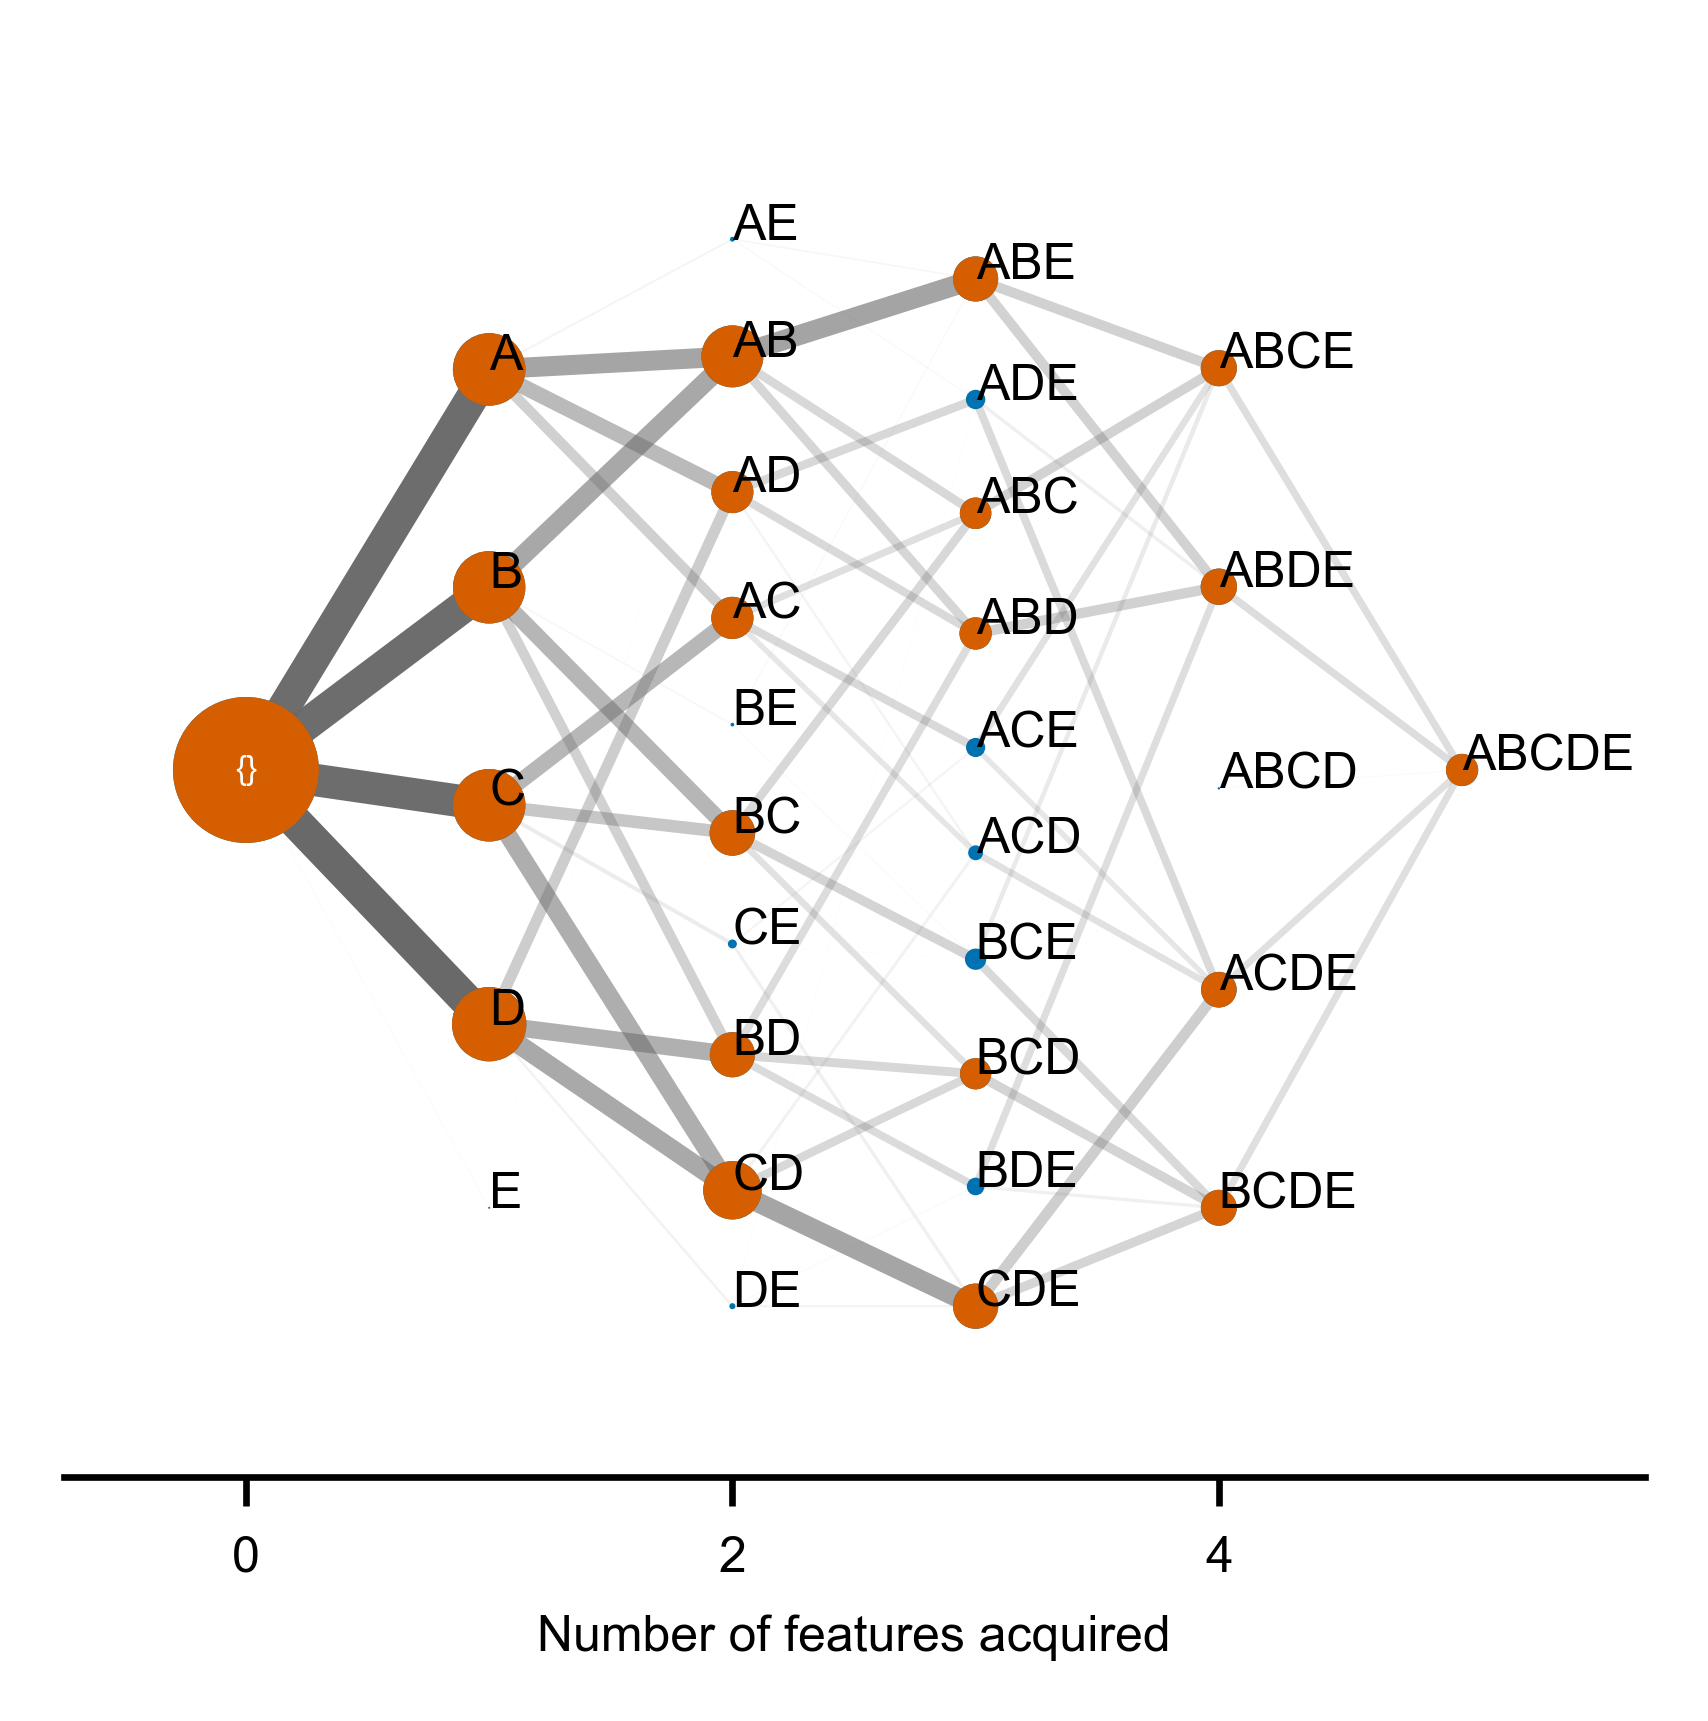 {}
A
B
C
D
E
AE
AB
AD
AC
BE
BC
CE
BD
CD
DE
ABE
ADE
ABC
ABD
ACE
ACD
BCE
BCD
BDE
CDE
ABCE
ABDE
ABCD
ACDE
BCDE
ABCDE
0 2 4
Number of features acquired